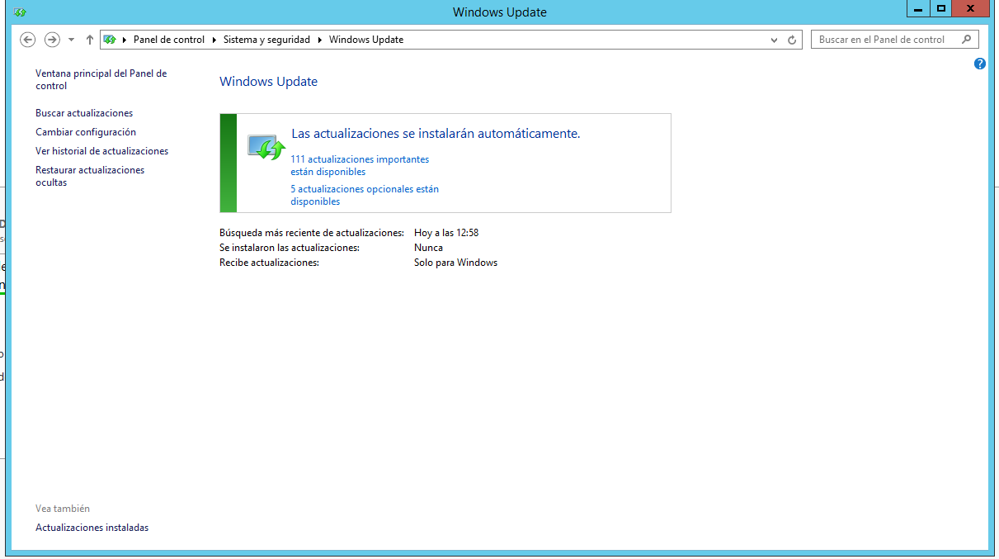 Windows Update
Panel de control Sistema y seguridad Windows Update
Buscar en el Panel de control
Ventana principal del Panel de
control
Buscar actualizaciones
Cambiar configuración
Ver historial de actualizaciones
Restaurar actualizaciones
ocultas
Windows Update
Las actualizaciones se instalarán automáticamente.
111 actualizaciones importantes
están disponibles
5 actualizaciones opcionales están
disponibles
Búsqueda más reciente de actualizaciones: Hoy a las 12:58
Se instalaron las actualizaciones: Nunca
Recibe actualizaciones: Solo para Windows
Vea también
Actualizaciones instaladas